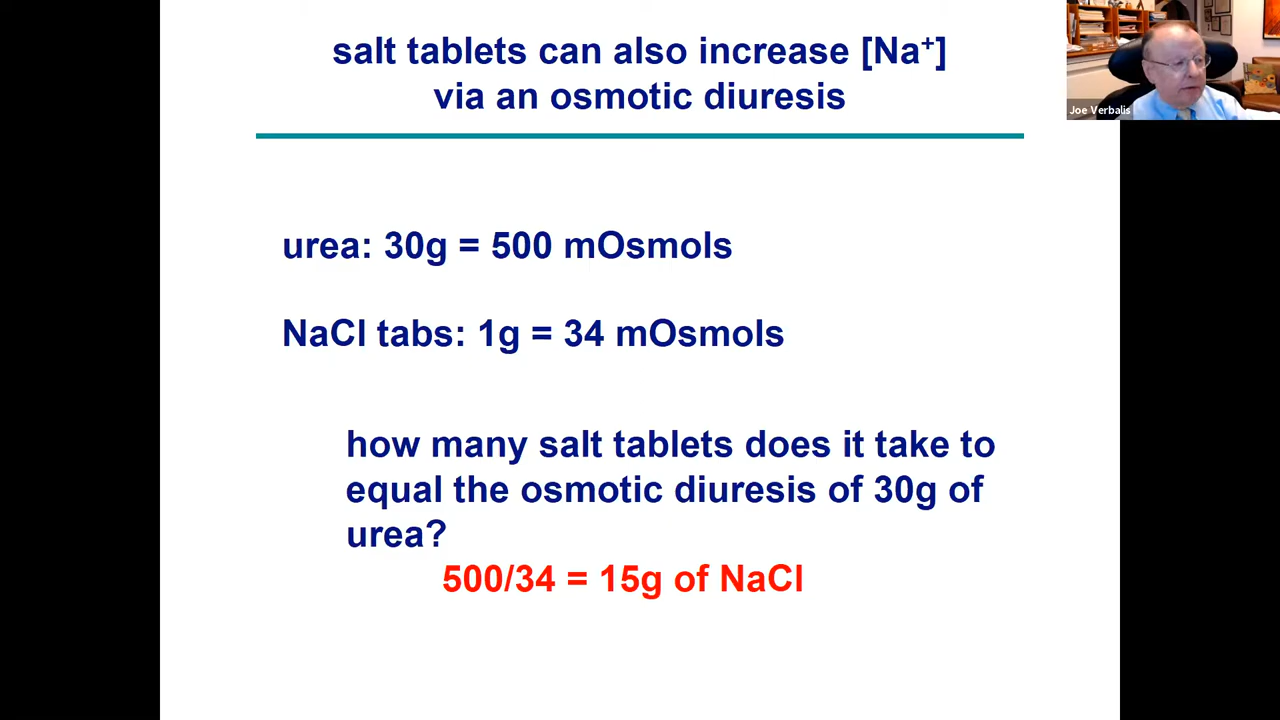 salt tablets can also increase [Na⁺]
via an osmotic diuresis
Joe Verbalis
urea: 30g = 500 mOsmols
NaCl tabs: 1g = 34 mOsmols
how many salt tablets does it take to
equal the osmotic diuresis of 30g of
urea?
500/34 = 15g of NaCl